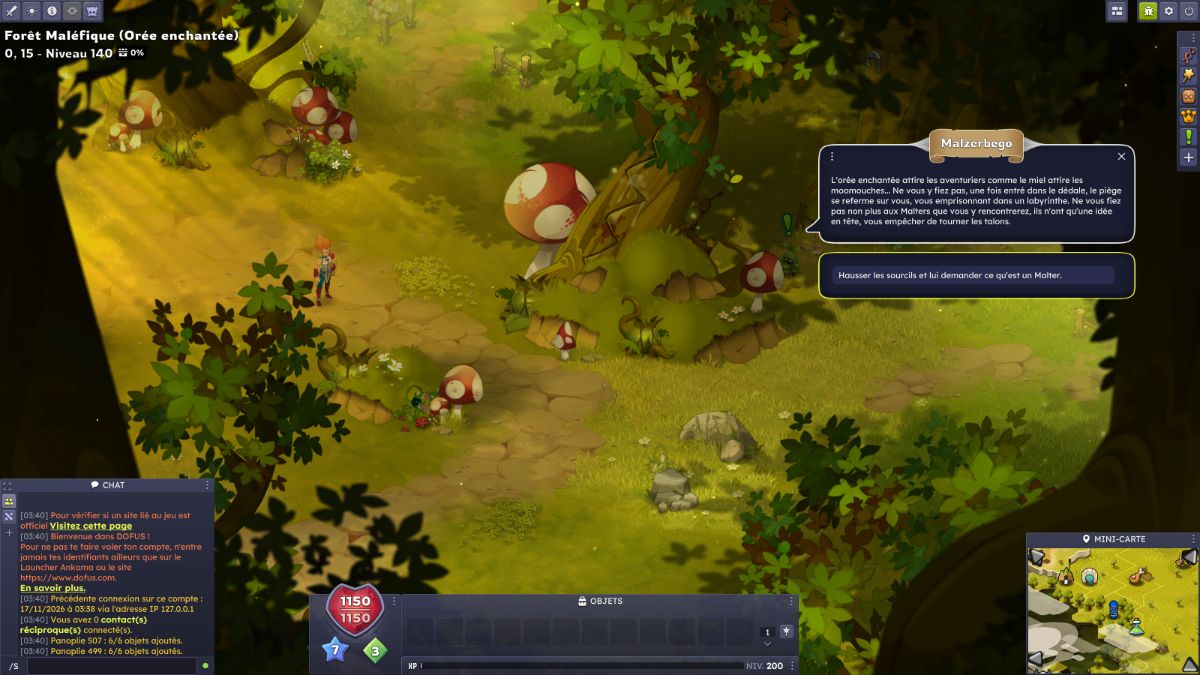 Forêt Maléfique (Orée enchantée)
0, 15 - Niveau 140 0%
Malzerbego
L'orée enchantée attire les aventuriers comme le miel attire les
moomouches... Ne vous y fiez pas, une fois entré dans le dédale, le piège
se referme sur vous, vous emprisonnant dans un labyrinthe. Ne vous fiez
pas non plus aux Malters que vous y rencontrerez, ils n'ont qu'une idée
en tête, vous empêcher de tourner les talons.
Hausser les sourcils et lui demander ce qu'est un Malter.
CHAT
[03:40] Pour vérifier si un site lié au jeu est
officiel Visitez cette page
[03:40] Bienvenue dans DOFUS !
Pour ne pas te faire voler ton compte, n'entre
jamais tes identifiants ailleurs que sur le
Launcher Ankama ou le site
https://www.dofus.com.
En savoir plus.
[03:40] Précédente connexion sur ce compte :
17/11/2026 à 03:38 via l'adresse IP 127.0.0.1
[03:40] Vous avez 0 contact(s)
réciproque(s) connecté(s).
[03:40] Panoplie 507 : 6/6 objets ajoutés.
[03:40] Panoplie 499 : 6/6 objets ajoutés.
/S
1150
1150
7
3
OBJETS
1
XP
NIV. 200
MINI-CARTE